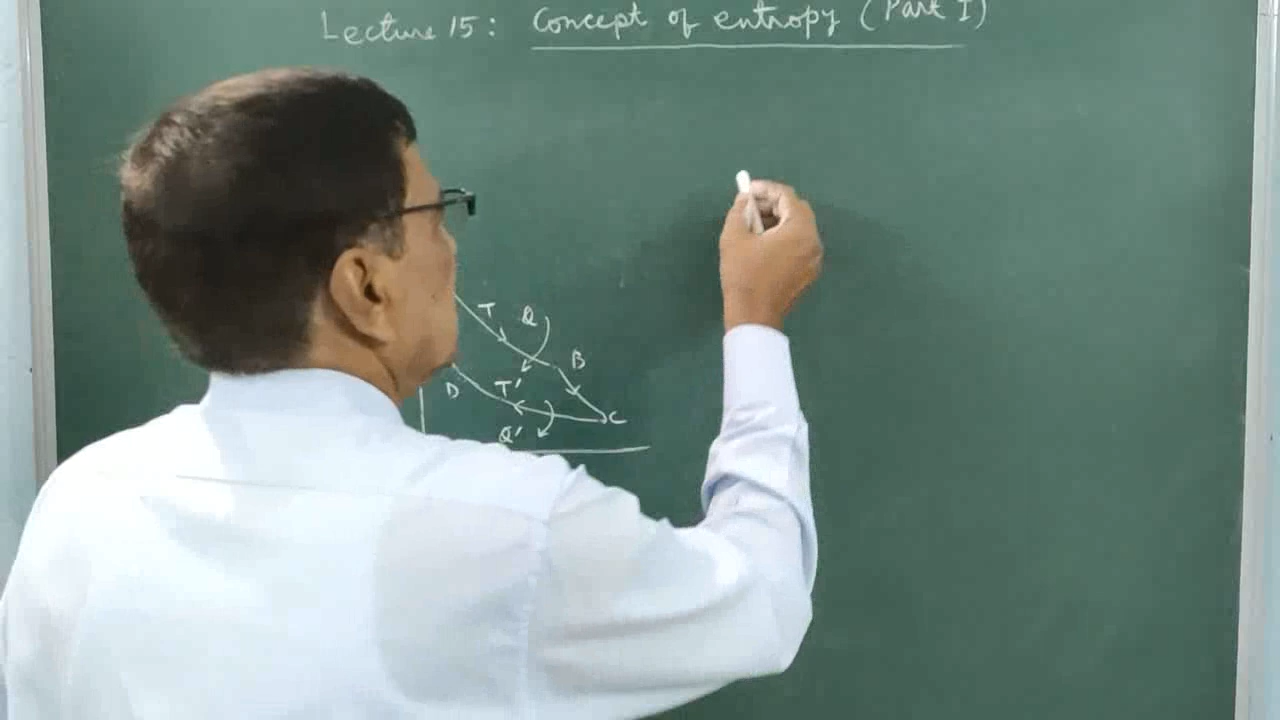 Lecture 15: Concept of entropy (Part I)
T Q
B
D T'
C
Q'